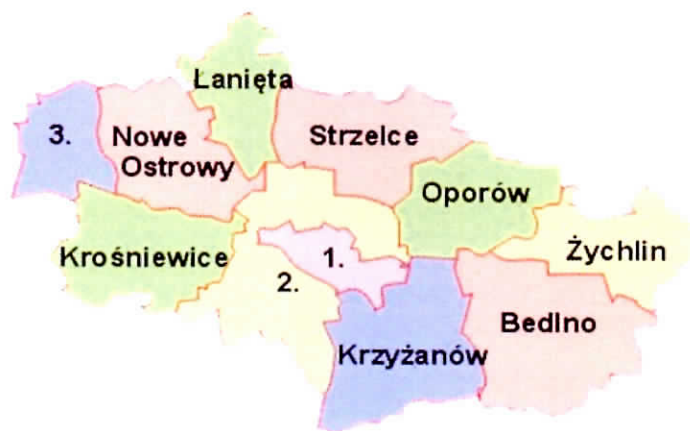 Łanięta
3.
Nowe
Ostrowy
Strzelce
Oporów
Krośniewice
1.
2.
Żychlin
Bedlno
Krzyżanów